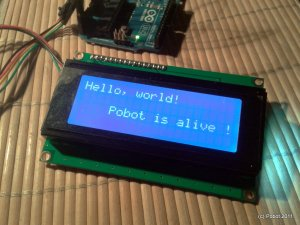 Hello, world!
Pobot is alive !
(c) Pobot 2011